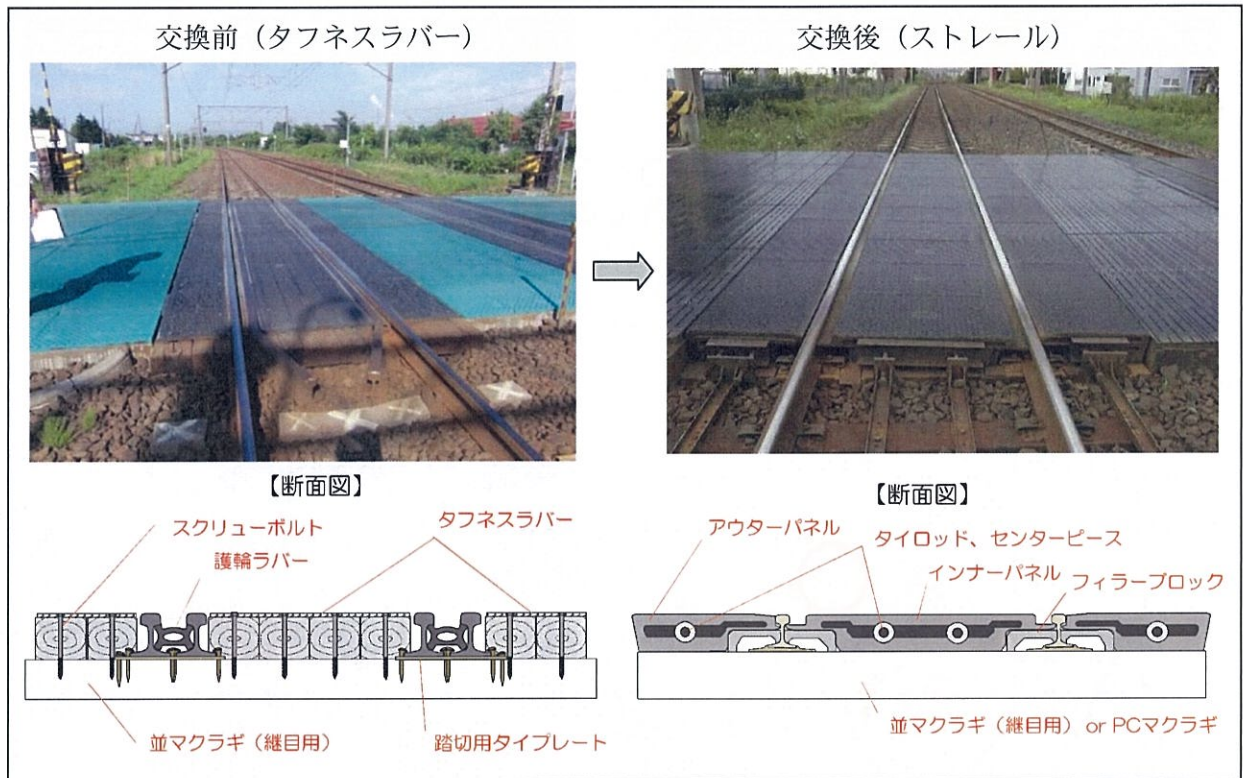 交換前（タフネスラバー）
交換後（ストレール）
【断面図】
スクリューボルト
タフネスラバー
護輪ラバー
並マクラギ（継目用）
踏切用タイプレート
【断面図】
アウターパネル
タイロッド、センターピース
インナーパネル
フィラーブロック
並マクラギ（継目用）or PCマクラギ